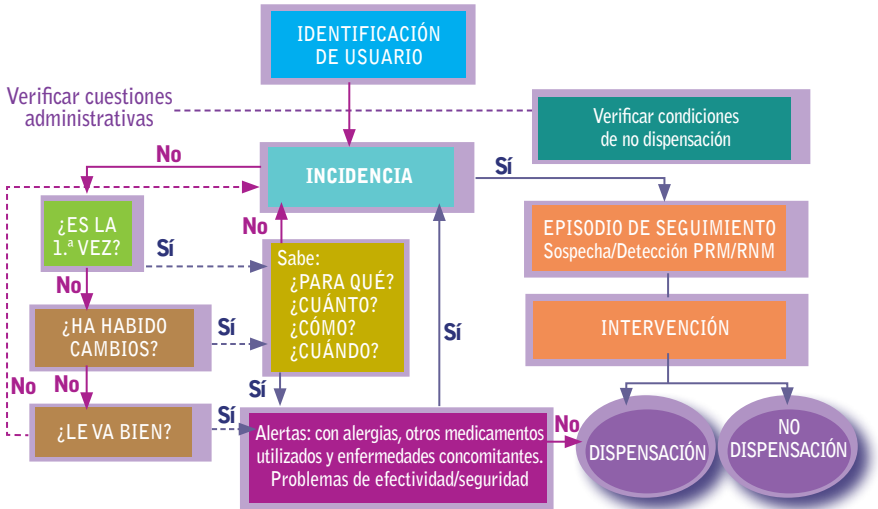 IDENTIFICACIÓN
DE USUARIO
Verificar cuestiones
administrativas
Verificar condiciones
de no dispensación
No
INCIDENCIA
Sí
¿ES LA
1.ª VEZ?
Sí
No
Sabe:
¿PARA QUÉ?
¿CUÁNTO?
¿CÓMO?
¿CUÁNDO?
EPISODIO DE SEGUIMIENTO
Sospecha/Detección PRM/RNM
No
¿HA HABIDO
CAMBIOS?
Sí
Sí
INTERVENCIÓN
No
No
Sí
¿LE VA BIEN?
Sí
Alertas: con alergias, otros medicamentos
utilizados y enfermedades concomitantes.
Problemas de efectividad/seguridad
No
DISPENSACIÓN
NO
DISPENSACIÓN